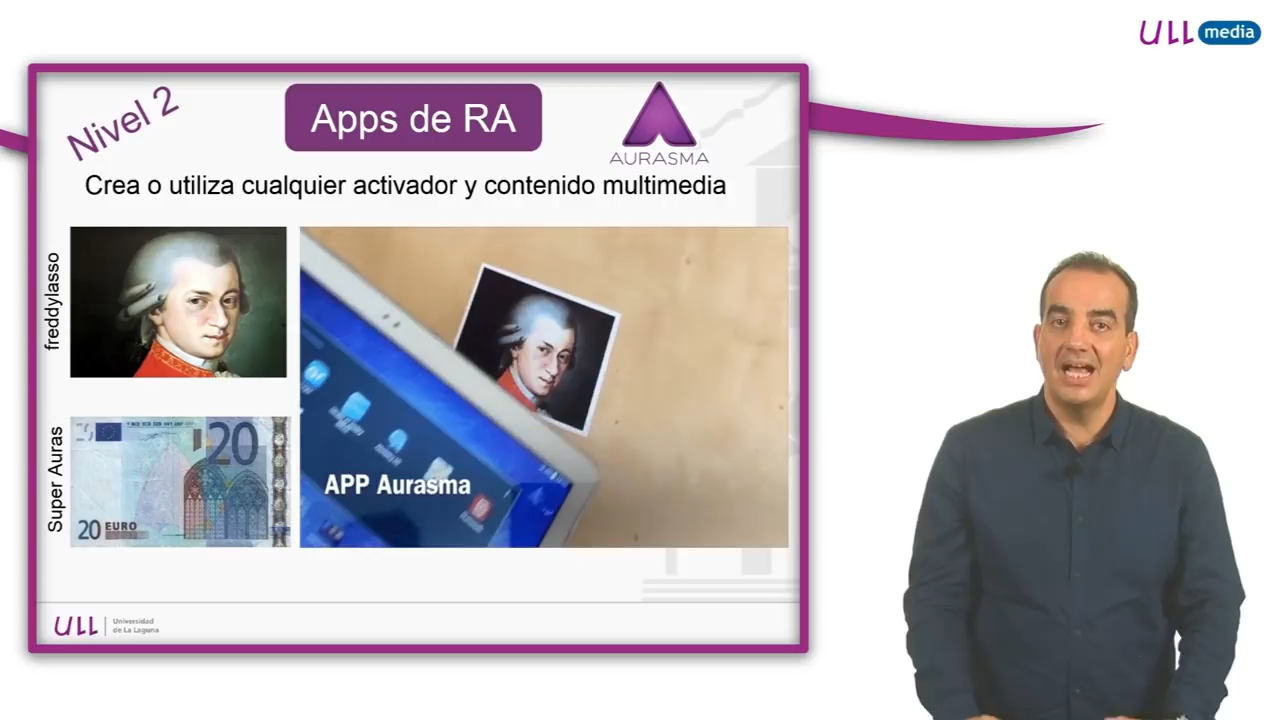 ULL media
Nivel 2
Apps de RA
AURASMA
Crea o utiliza cualquier activador y contenido multimedia
freddylasso
Super Auras
20
20 EURO
APP Aurasma
ULL
Universidad
de La Laguna